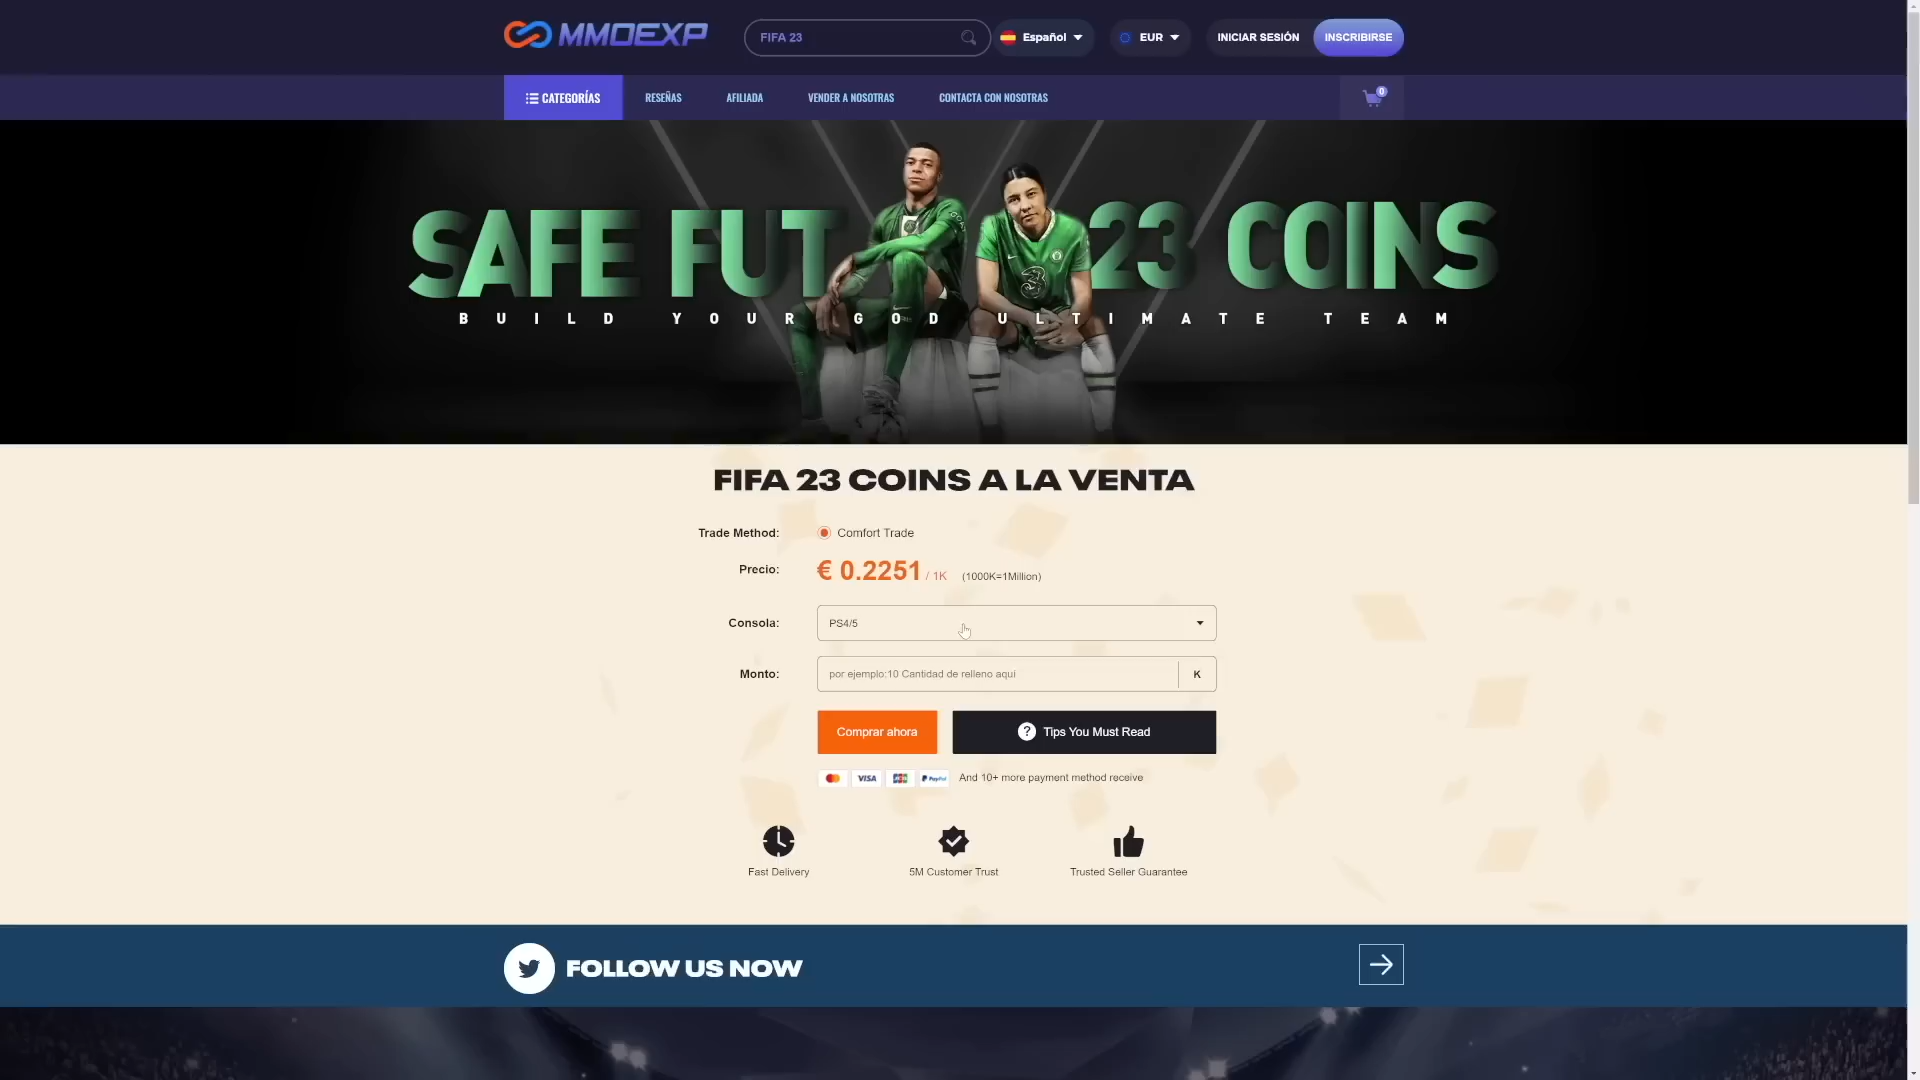 MMOEXP
FIFA 23
Español
EUR
INICIAR SESIÓN
INSCRIBIRSE
CATEGORÍAS
RESEÑAS
AFILIADA
VENDER A NOSOTRAS
CONTACTA CON NOSOTRAS
0
SAFE FUT 23 COINS
BUILD YOUR GOD ULTIMATE TEAM
FIFA 23 COINS A LA VENTA
Trade Method:
Comfort Trade
Precio:
€ 0.2251 / 1K (1000K=1Million)
Consola:
PS4/5
Monto:
por ejemplo:10 Cantidad de relleno aquí
K
Comprar ahora
? Tips You Must Read
VISA
JCB
PayPal
And 10+ more payment method receive
Fast Delivery
5M Customer Trust
Trusted Seller Guarantee
FOLLOW US NOW